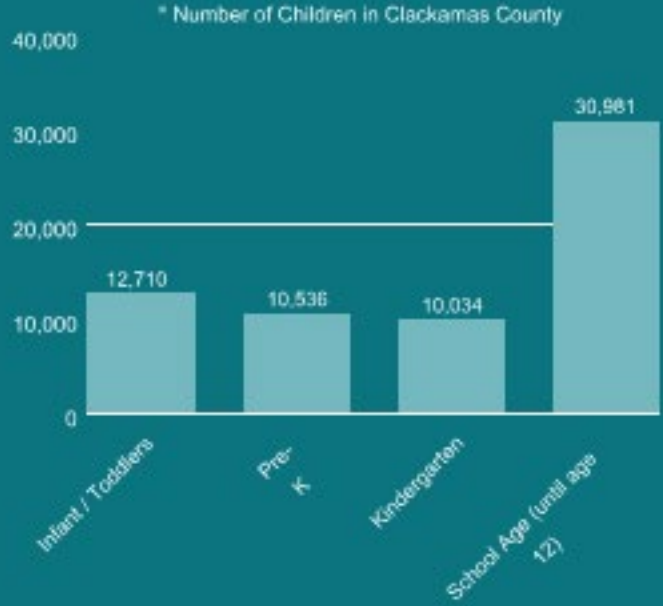 * Number of Children in Clackamas County
40,000
30,000
20,000
10,000
0
12,710
10,536
10,034
30,981
Infant / Toddlers
Pre-
K
Kindergarten
School Age (until age
12)